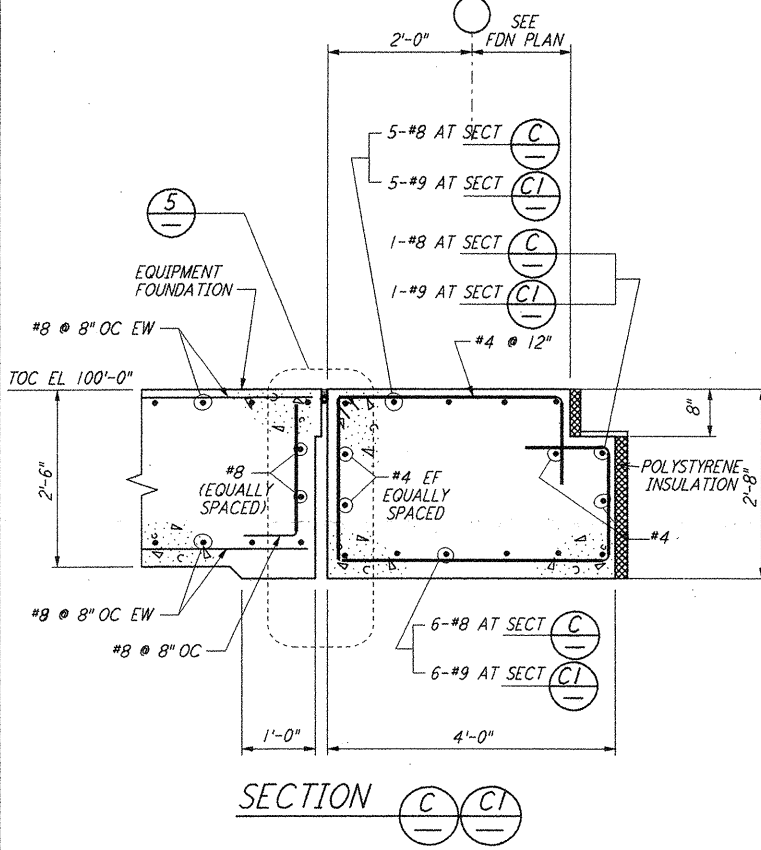 2'-0"
SEE
FDN PLAN
5-#8 AT SECT C
5-#9 AT SECT C1
1-#8 AT SECT C
1-#9 AT SECT C1
5
EQUIPMENT
FOUNDATION
#8 @ 8" OC EW
#4 @ 12"
TOC EL 100'-0"
8"
2'-6"
#8
(EQUALLY
SPACED)
#4 EF
EQUALLY
SPACED
POLYSTYRENE
INSULATION
2'-8"
#4
#8 @ 8" OC EW
#8 @ 8" OC
6-#8 AT SECT C
6-#9 AT SECT C1
1'-0"
4'-0"
SECTION C C1